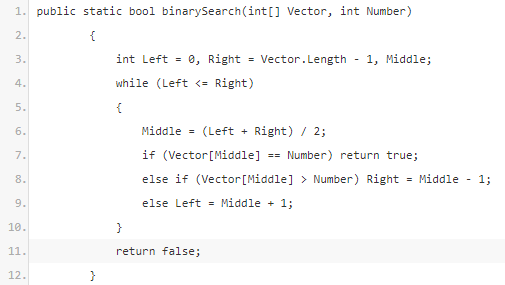 1. public static bool binarySearch(int[] Vector, int Number)
2. {
3. int Left = 0, Right = Vector.Length - 1, Middle;
4. while (Left <= Right)
5. {
6. Middle = (Left + Right) / 2;
7. if (Vector[Middle] == Number) return true;
8. else if (Vector[Middle] > Number) Right = Middle - 1;
9. else Left = Middle + 1;
10. }
11. return false;
12. }